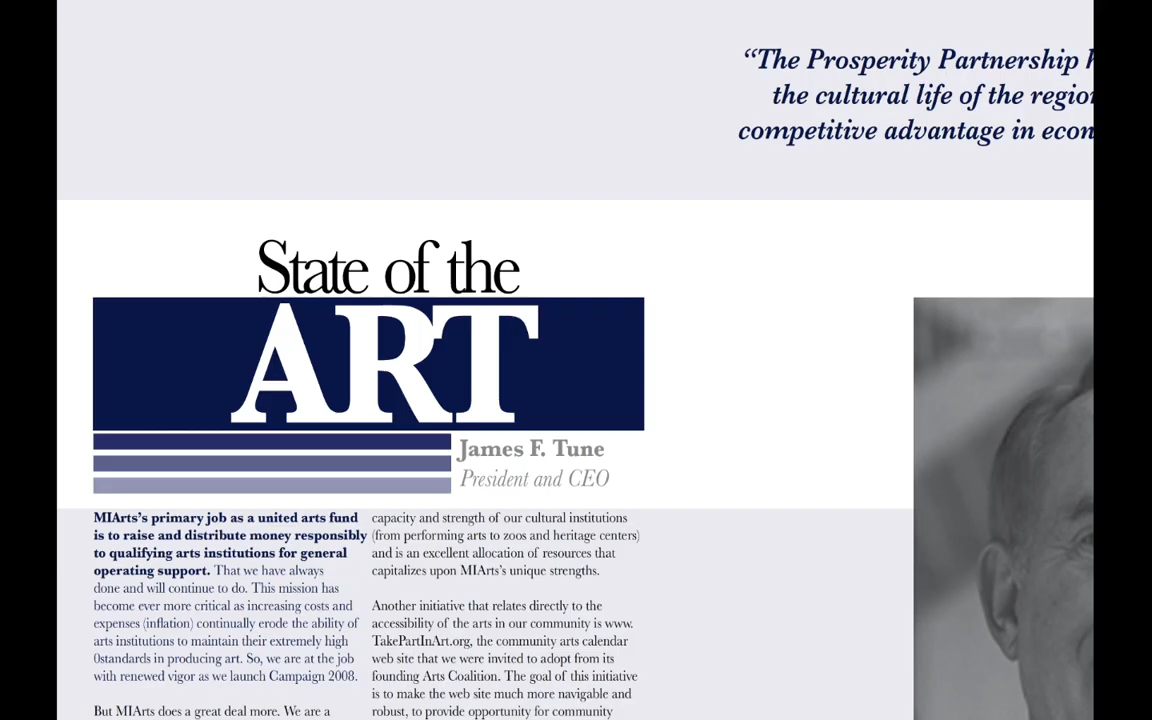 “The Prosperity Partnership
the cultural life of the
competitive advantage in
State of the
ART
James F. Tune
President and CEO
MIArts’s primary job as a united arts fund
is to raise and distribute money responsibly
to qualifying arts institutions for general
operating support. That we have always
done and will continue to do. This mission has
become ever more critical as increasing costs and
expenses (inflation) continually erode the ability of
arts institutions to maintain their extremely high
0standards in producing art. So, we are at the job
with renewed vigor as we launch Campaign 2008.
But MIArts does a great deal more. We are a
capacity and strength of our cultural institutions
(from performing arts to zoos and heritage centers)
and is an excellent allocation of resources that
capitalizes upon MIArts’s unique strengths.
Another initiative that relates directly to the
accessibility of the arts in our community is www.
TakePartInArt.org, the community arts calendar
web site that we were invited to adopt from its
founding Arts Coalition. The goal of this initiative
is to make the web site much more navigable and
robust, to provide opportunity for community